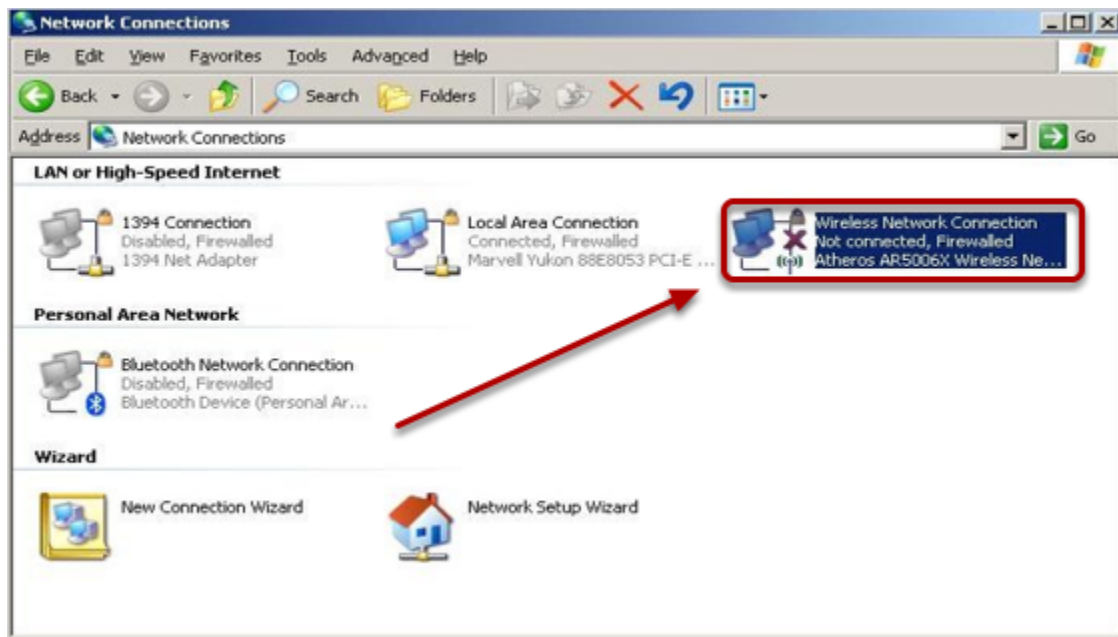 Network Connections
File Edit View Favorites Tools Advanced Help
Back Search Folders
Address Network Connections Go
LAN or High-Speed Internet
1394 Connection
Disabled, Firewalled
1394 Net Adapter
Local Area Connection
Connected, Firewalled
Marvell Yukon 88E8053 PCI-E ...
Wireless Network Connection
Not connected, Firewalled
Atheros AR5006X Wireless Ne...
Personal Area Network
Bluetooth Network Connection
Disabled, Firewalled
Bluetooth Device (Personal Ar...
Wizard
New Connection Wizard
Network Setup Wizard